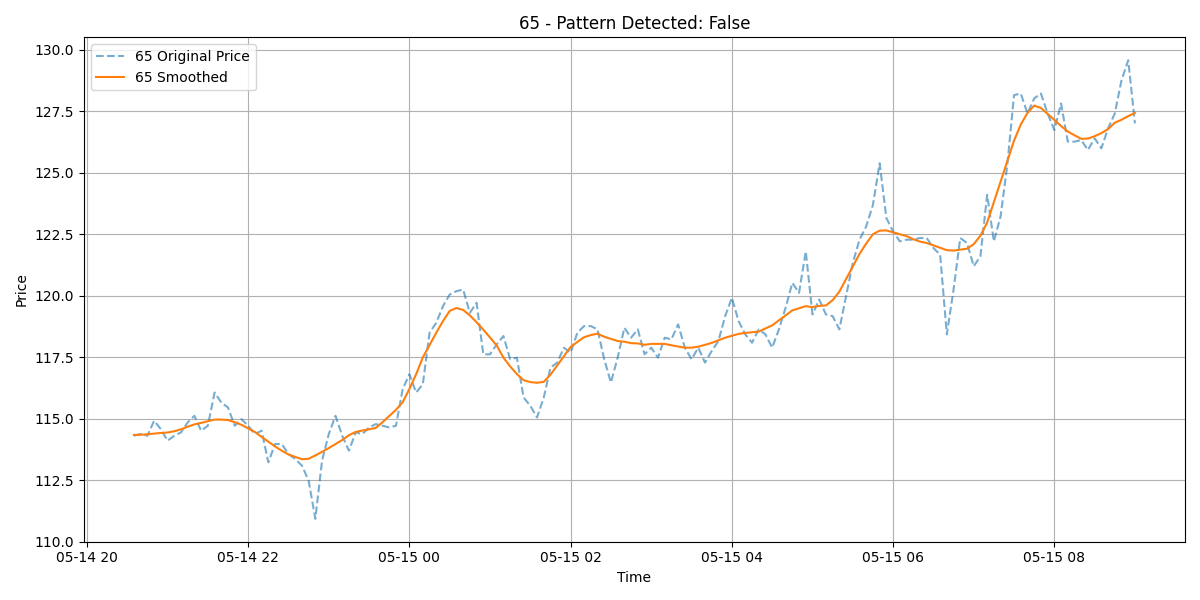 65 - Pattern Detected: False
65 Original Price
65 Smoothed
Price
130.0
127.5
125.0
122.5
120.0
117.5
115.0
112.5
110.0
05-14 20 05-14 22 05-15 00 05-15 02 05-15 04 05-15 06 05-15 08
Time